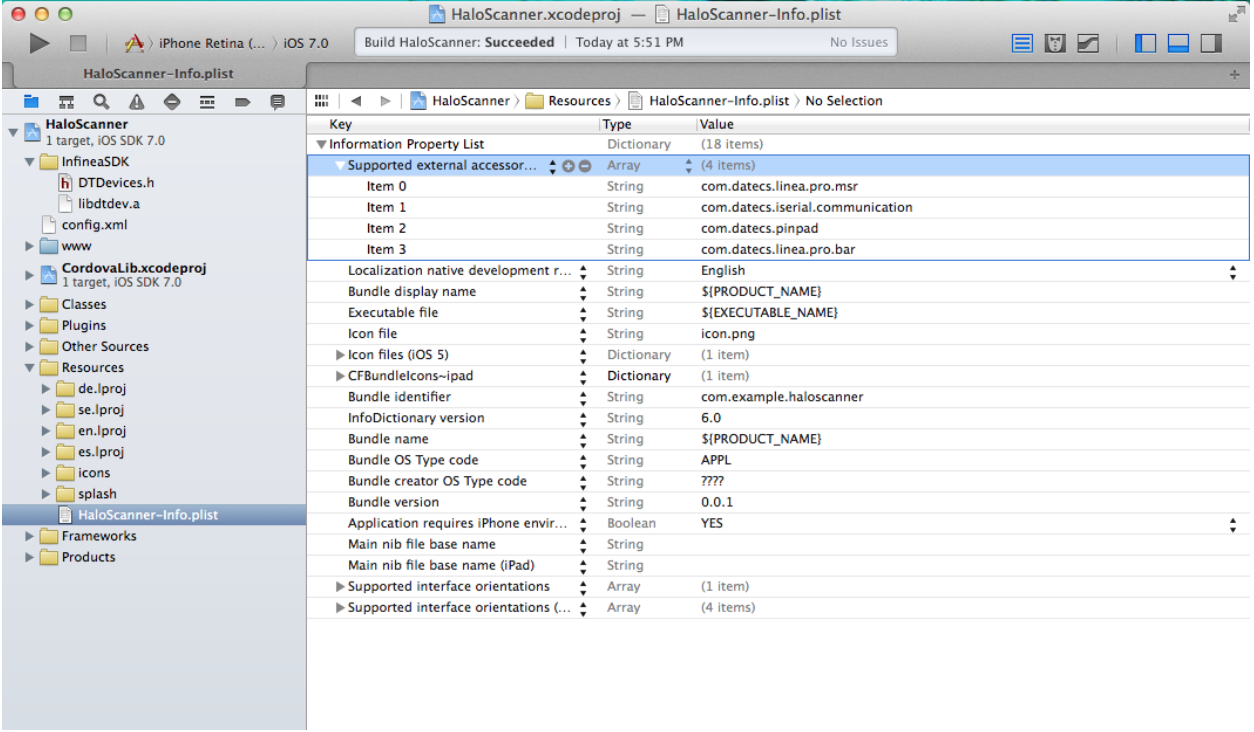 HaloScanner.xcodeproj — HaloScanner-Info.plist
iPhone Retina (... 〉 iOS 7.0
Build HaloScanner: Succeeded | Today at 5:51 PM No Issues
HaloScanner-Info.plist
HaloScanner 〉 Resources 〉 HaloScanner-Info.plist 〉 No Selection
HaloScanner
1 target, iOS SDK 7.0
InfineaSDK
h DTDevices.h
libdtdev.a
config.xml
www
CordovaLib.xcodeproj
1 target, iOS SDK 7.0
Classes
Plugins
Other Sources
Resources
de.lproj
se.lproj
en.lproj
es.lproj
icons
splash
HaloScanner-Info.plist
Frameworks
Products
Key Type Value
Information Property List Dictionary (18 items)
Supported external accessor... Array (4 items)
Item 0 String com.datecs.linea.pro.msr
Item 1 String com.datecs.iserial.communication
Item 2 String com.datecs.pinpad
Item 3 String com.datecs.linea.pro.bar
Localization native development r... String English
Bundle display name String ${PRODUCT_NAME}
Executable file String ${EXECUTABLE_NAME}
Icon file String icon.png
Icon files (iOS 5) Dictionary (1 item)
CFBundleIcons~ipad Dictionary (1 item)
Bundle identifier String com.example.haloscanner
InfoDictionary version String 6.0
Bundle name String ${PRODUCT_NAME}
Bundle OS Type code String APPL
Bundle creator OS Type code String ????
Bundle version String 0.0.1
Application requires iPhone envir... Boolean YES
Main nib file base name String
Main nib file base name (iPad) String
Supported interface orientations Array (1 item)
Supported interface orientations (... Array (4 items)